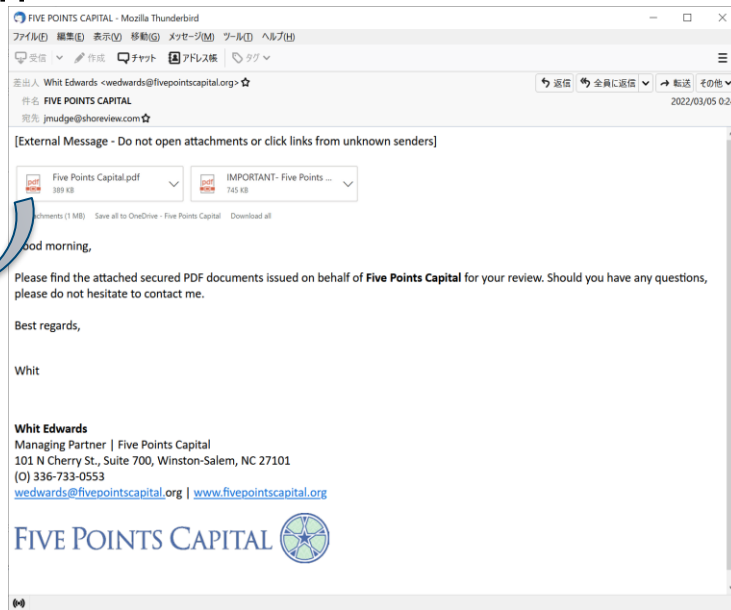 FIVE POINTS CAPITAL - Mozilla Thunderbird
ファイル(F) 編集(E) 表示(V) 移動(G) メッセージ(M) ツール(T) ヘルプ(H)
受信 作成 チャット アドレス帳 タグ
差出人 Whit Edwards <wedwards@fivepointscapital.org> 返信 全員に返信 転送 その他
件名 FIVE POINTS CAPITAL 2022/03/05 0:2
宛先 jmudge@shoreview.com
[External Message - Do not open attachments or click links from unknown senders]
Five Points Capital.pdf
389 KB
IMPORTANT- Five Points ...
745 KB
(1 MB) Save all to OneDrive - Five Points Capital Download all
morning,
Please find the attached secured PDF documents issued on behalf of Five Points Capital for your review. Should you have any questions,
please do not hesitate to contact me.
Best regards,
Whit
Whit Edwards
Managing Partner | Five Points Capital
101 N Cherry St., Suite 700, Winston-Salem, NC 27101
(O) 336-733-0553
wedwards@fivepointscapital.org | www.fivepointscapital.org
FIVE POINTS CAPITAL